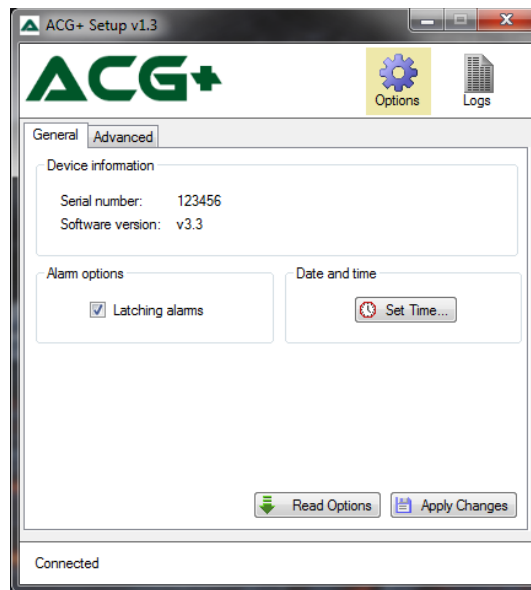 ACG+ Setup v1.3
ACG+
Options
Logs
General
Advanced
Device information
Serial number: 123456
Software version: v3.3
Alarm options
Latching alarms
Date and time
Set Time...
Read Options
Apply Changes
Connected